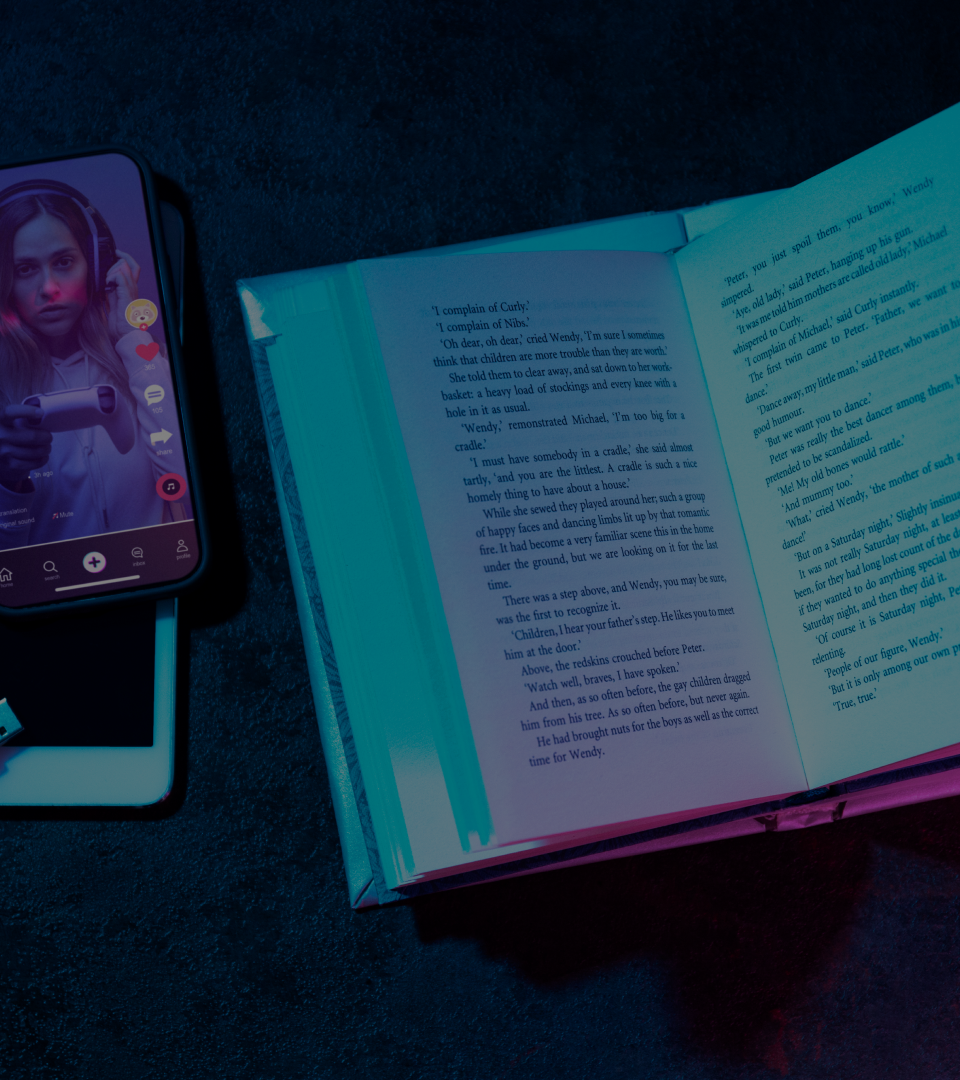 363
705
share
3h ago
Mute
home
search
inbox
profile
'I complain of Curly.'
'I complain of Nibs.'
'Oh dear, oh dear,' cried Wendy, 'I'm sure I sometimes
think that children are more trouble than they are worth.'
She told them to clear away, and sat down to her work-
basket: a heavy load of stockings and every knee with a
hole in it as usual.
'Wendy,' remonstrated Michael, 'I'm too big for a
cradle.'
'I must have somebody in a cradle,' she said almost
tartly, 'and you are the littlest. A cradle is such a nice
homely thing to have about a house.'
While she sewed they played around her; such a group
of happy faces and dancing limbs lit up by that romantic
fire. It had become a very familiar scene this in the home
under the ground, but we are looking on it for the last
time.
There was a step above, and Wendy, you may be sure,
was the first to recognize it.
'Children, I hear your father's step. He likes you to meet
him at the door.'
Above, the redskins crouched before Peter.
'Watch well, braves, I have spoken.'
And then, as so often before, the gay children dragged
him from his tree. As so often before, but never again.
He had brought nuts for the boys as well as the correct
time for Wendy.
'Peter, you just spoil them, you know,' Wendy
simpered.
'Aye, old lady,' said Peter, hanging up his gun.
'It was me told him mothers are called old lady,' Michael
whispered to Curly.
'I complain of Michael,' said Curly instantly.
The first twin came to Peter. 'Father, we want to
dance.'
'Dance away, my little man,' said Peter, who was in hi
good humour.
'But we want you to dance.'
Peter was really the best dancer among them, b
pretended to be scandalized.
'Me! My old bones would rattle.'
'And mummy too.'
'What,' cried Wendy, 'the mother of such a
dance!'
'But on a Saturday night,' Slightly insinua
It was not really Saturday night, at least
been, for they had long lost count of the d
if they wanted to do anything special the
Saturday night, and then they did it.
'Of course it is Saturday night, Pe
relenting.
'People of our figure, Wendy.'
'But it is only among our own p
'True, true.'